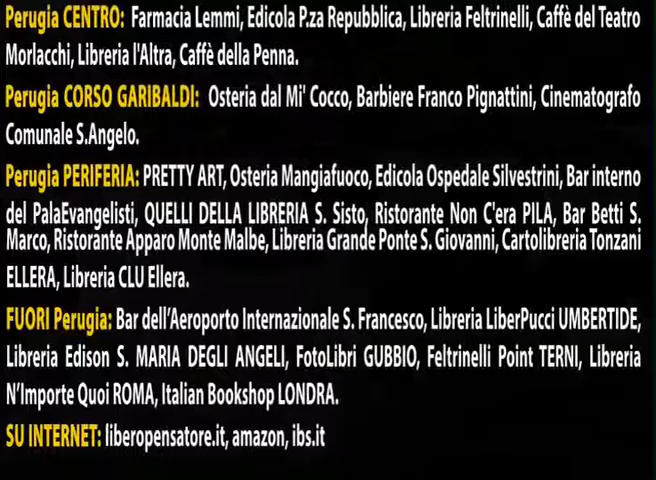 Perugia CENTRO: Farmacia Lemmi, Edicola P.za Repubblica, Libreria Feltrinelli, Caffè del Teatro
Morlacchi, Libreria l'Altra, Caffè della Penna.
Perugia CORSO GARIBALDI: Osteria dal Mi' Cocco, Barbiere Franco Pignattini, Cinematografo
Comunale S.Angelo.
Perugia PERIFERIA: PRETTY ART, Osteria Mangiafuoco, Edicola Ospedale Silvestrini, Bar interno
del PalaEvangelisti, QUELLI DELLA LIBRERIA S. Sisto, Ristorante Non C'era PILA, Bar Betti S.
Marco, Ristorante Apparo Monte Malbe, Libreria Grande Ponte S. Giovanni, Cartolibreria Tonzani
ELLERA, Libreria CLU Ellera.
FUORI Perugia: Bar dell'Aeroporto Internazionale S. Francesco, Libreria LiberPucci UMBERTIDE,
Libreria Edison S. MARIA DEGLI ANGELI, FotoLibri GUBBIO, Feltrinelli Point TERNI, Libreria
N'Importe Quoi ROMA, Italian Bookshop LONDRA.
SU INTERNET: liberopensatore.it, amazon, ibs.it